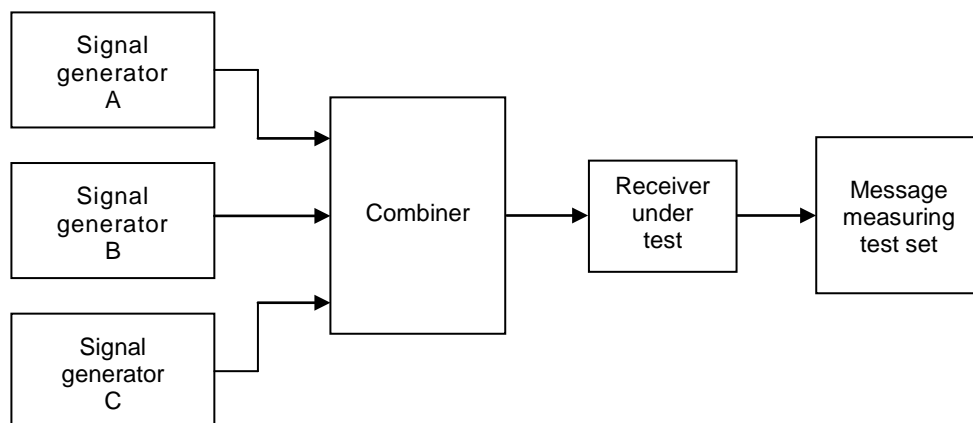 Signal
generator
A
Signal
generator
B
Signal
generator
C
Combiner
Receiver
under
test
Message
measuring
test set